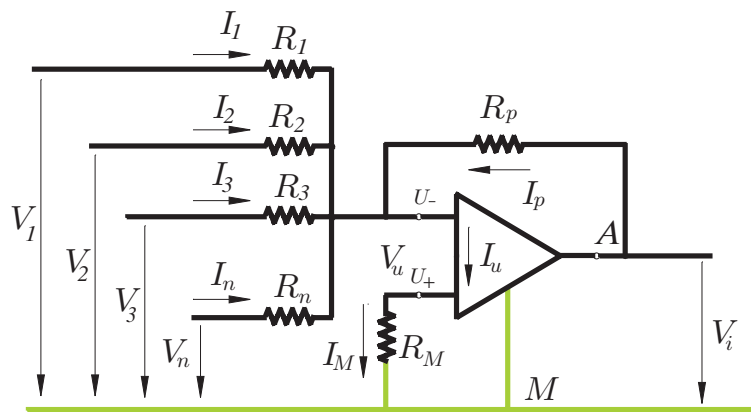 I1
R1
I2
R2
Rp
I3
R3
U−
Ip
V1
V2
V3
In
Rn
Vu
U+
Iu
A
Vn
IM
RM
M
Vi